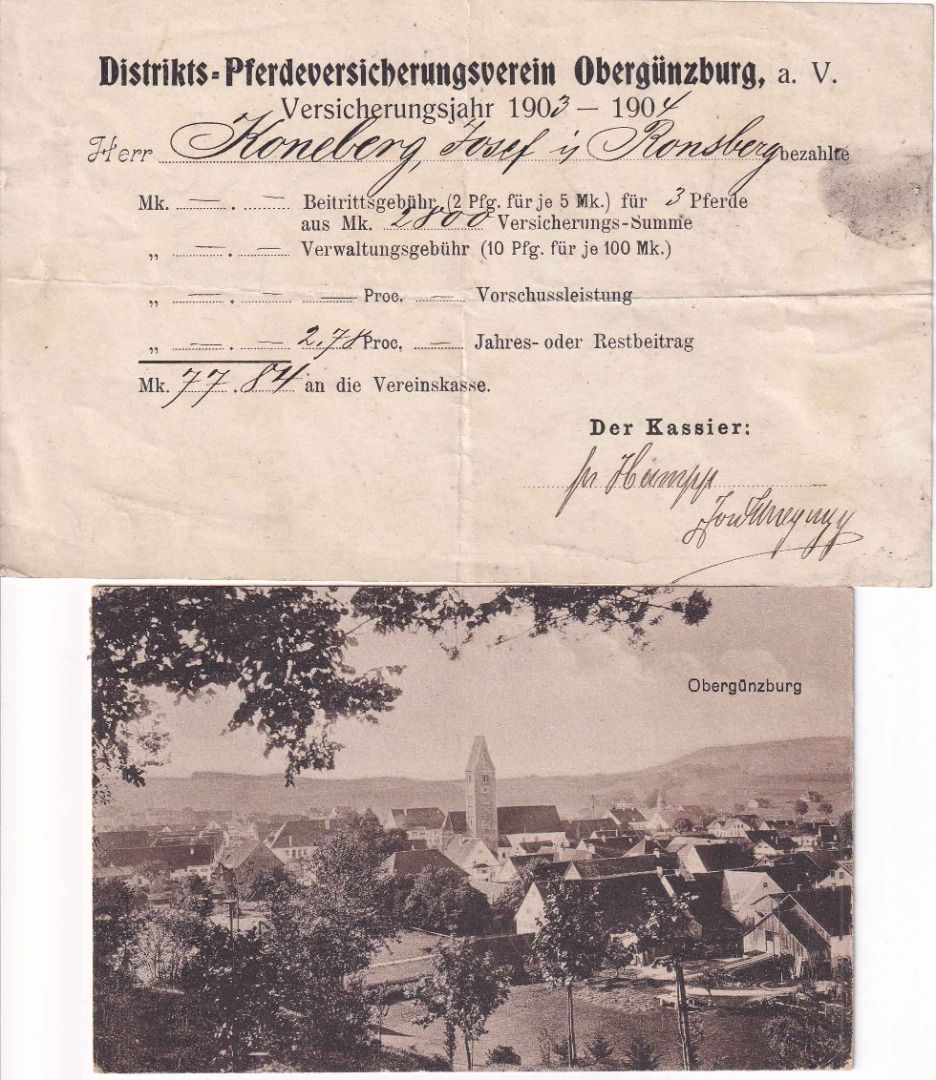 Distrikts-Pferdeversicherungsverein Obergünzburg, a. V.
Versicherungsjahr 1903 — 1904
Herr Koneberg, Josef in Ronsberg bezahlte
Mk. — . — Beitrittsgebühr (2 Pfg. für je 5 Mk.) für 3 Pferde
aus Mk. 2800 Versicherungs-Summe
„ — . — Verwaltungsgebühr (10 Pfg. für je 100 Mk.)
„ — . — — Proc. — Vorschussleistung
„ — . — 2,78 Proc. — Jahres- oder Restbeitrag
Mk. 77.84 an die Vereinskasse.
Der Kassier:
Obergünzburg